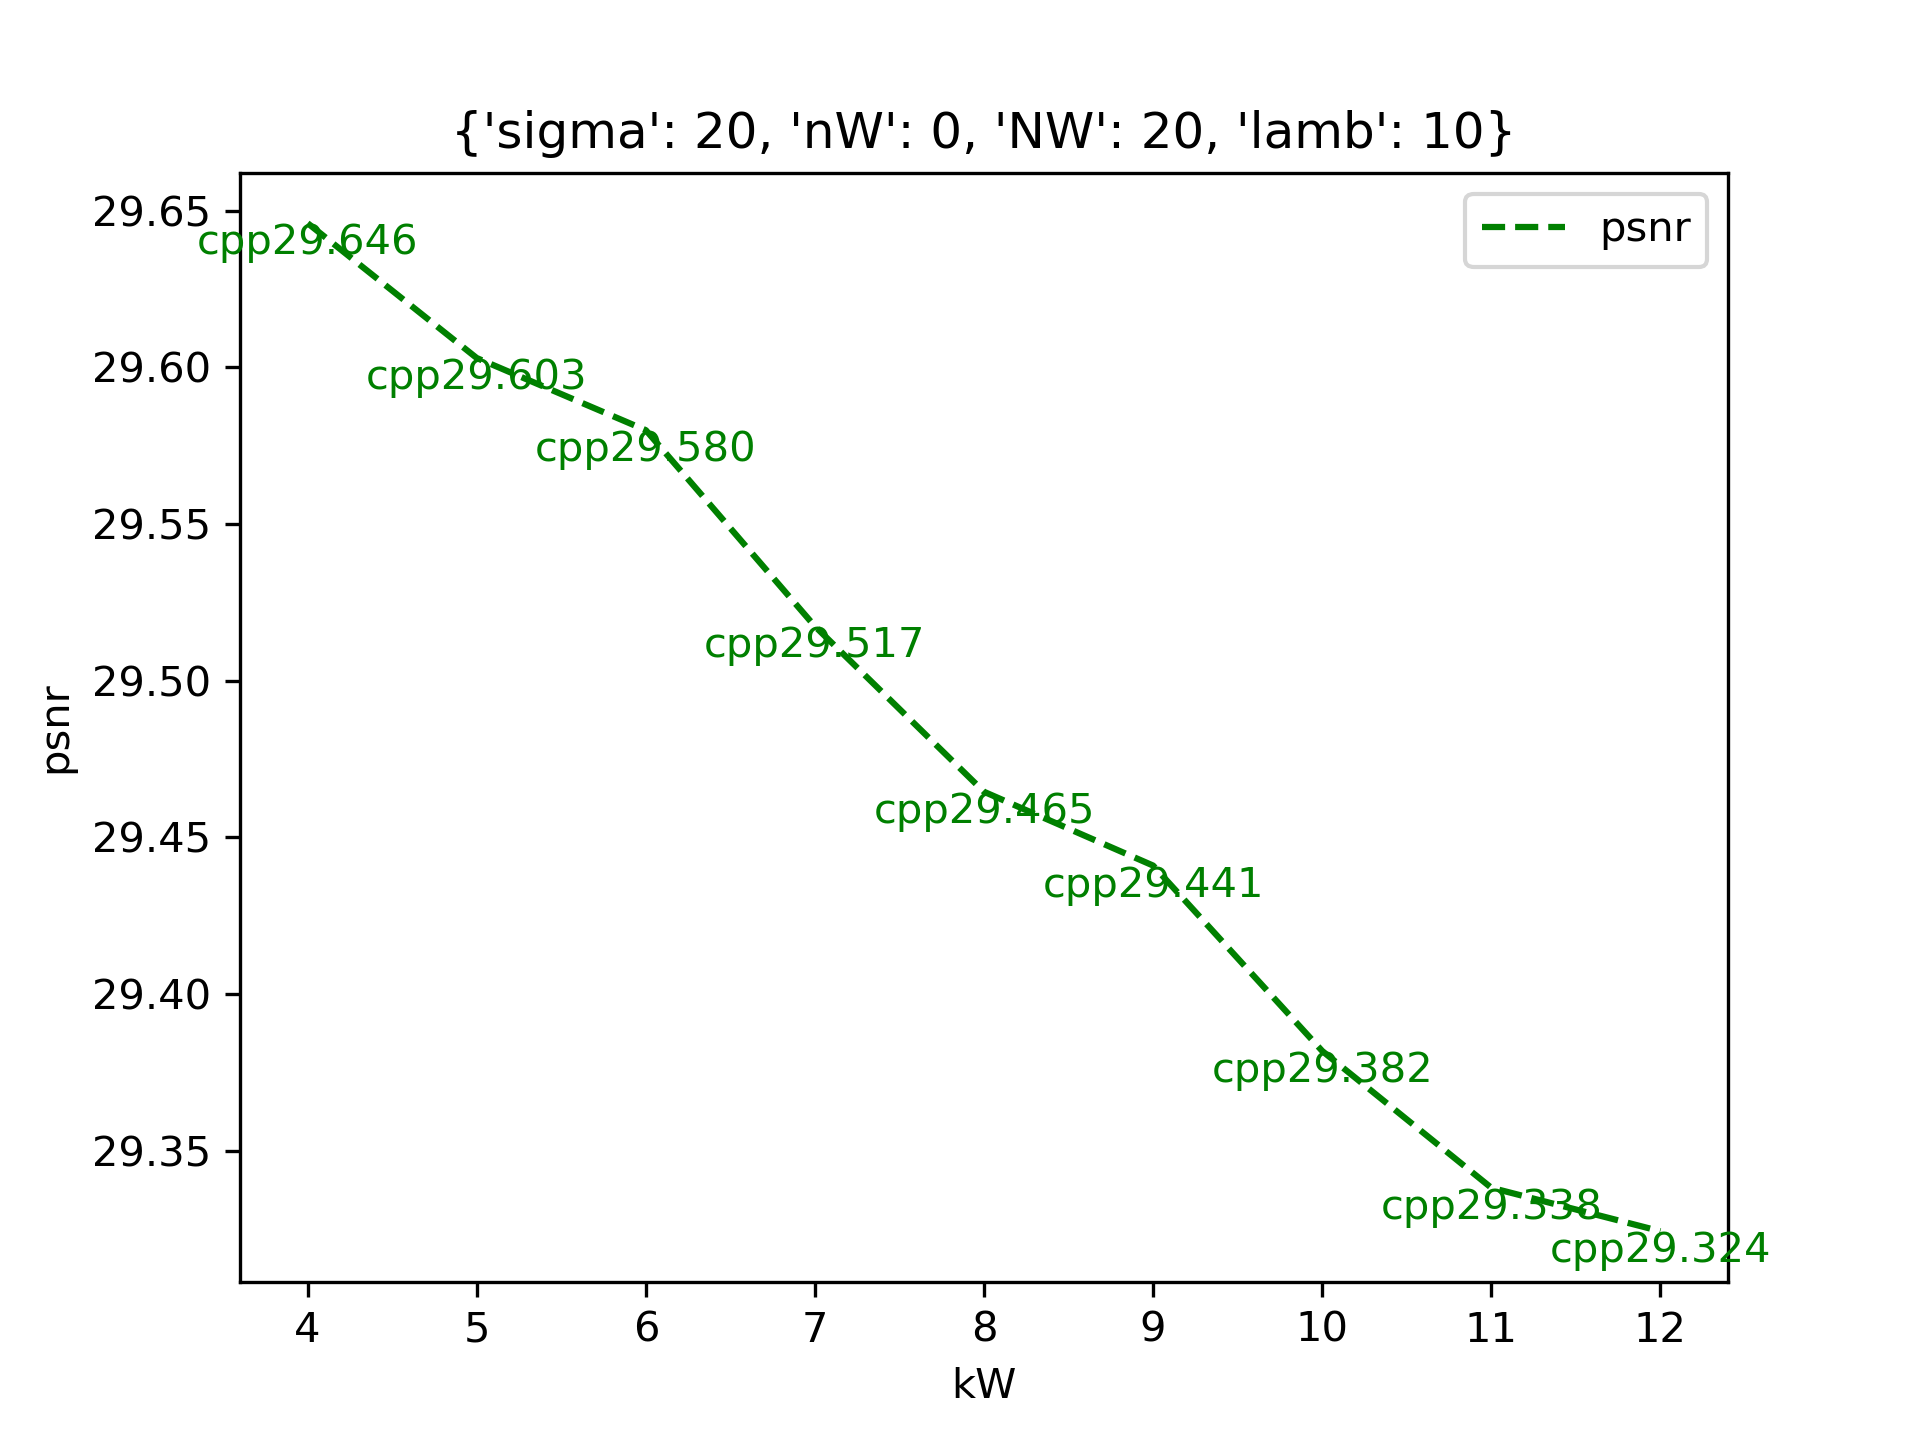 {'sigma': 20, 'nW': 0, 'NW': 20, 'lamb': 10}
psnr
29.65
29.60
29.55
29.50
29.45
29.40
29.35
psnr
cpp29.646
cpp29.603
cpp29.580
cpp29.517
cpp29.465
cpp29.441
cpp29.382
cpp29.338
cpp29.324
4 5 6 7 8 9 10 11 12
kW